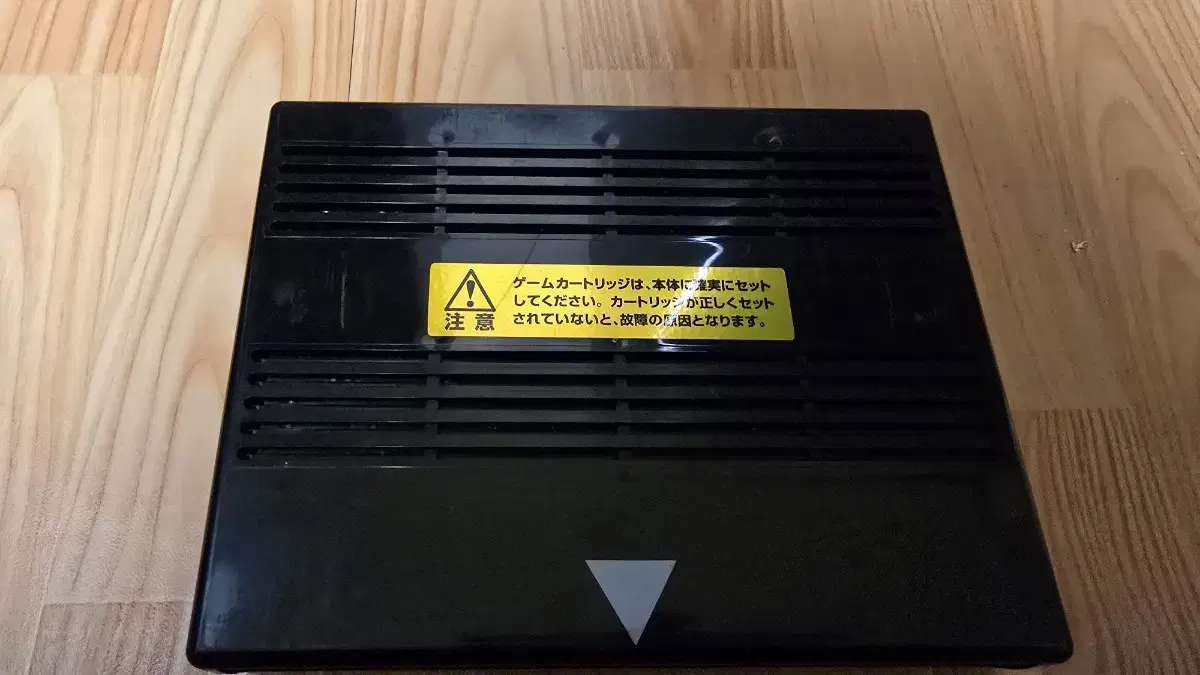 ゲームカートリッジは、本体に確実にセット
してください。カートリッジが正しくセット
されていないと、故障の原因となります。
注意